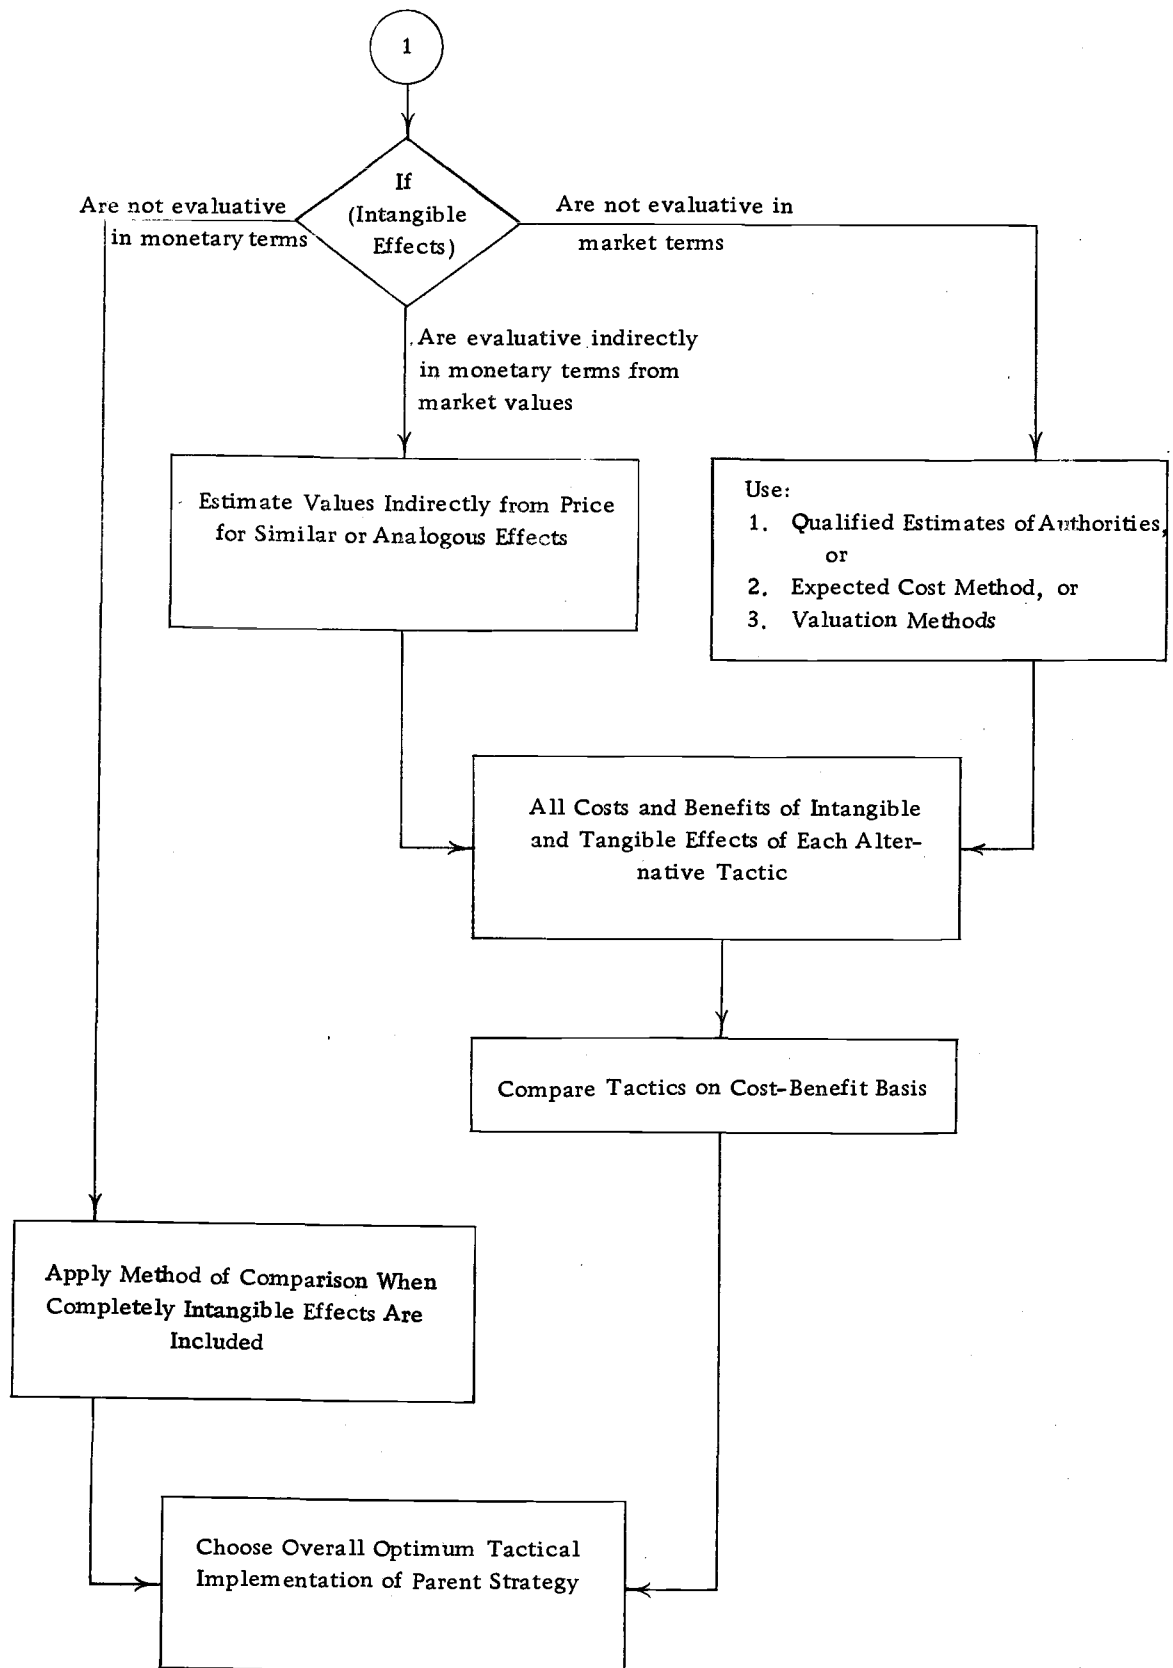 1
If
(Intangible
Effects)
Are not evaluative
in monetary terms
Are not evaluative in
market terms
Are evaluative indirectly
in monetary terms from
market values
Estimate Values Indirectly from Price
for Similar or Analogous Effects
Use:
1. Qualified Estimates of Authorities,
or
2. Expected Cost Method, or
3. Valuation Methods
All Costs and Benefits of Intangible
and Tangible Effects of Each Alter-
native Tactic
Compare Tactics on Cost-Benefit Basis
Apply Method of Comparison When
Completely Intangible Effects Are
Included
Choose Overall Optimum Tactical
Implementation of Parent Strategy